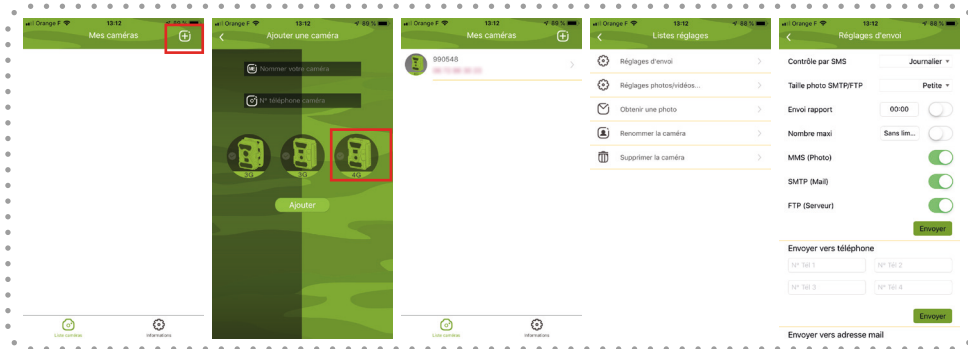 Orange F 13:12 89 %
Mes caméras
Liste caméras Informations
Orange F 13:12 89 %
Ajouter une caméra
Nommer votre caméra
N° téléphone caméra
3G 3G 4G
Ajouter
Orange F 13:12 89 %
Mes caméras
990548
Liste caméras Informations
Orange F 13:12 88 %
Listes réglages
Réglages d'envoi
Réglages photos/vidéos...
Obtenir une photo
Renommer la caméra
Supprimer la caméra
Orange F 13:12 88 %
Réglages d'envoi
Contrôle par SMS Journalier
Taille photo SMTP/FTP Petite
Envoi rapport 00:00
Nombre maxi Sans lim...
MMS (Photo)
SMTP (Mail)
FTP (Serveur)
Envoyer
Envoyer vers téléphone
N° Tél 1 N° Tél 2
N° Tél 3 N° Tél 4
Envoyer
Envoyer vers adresse mail